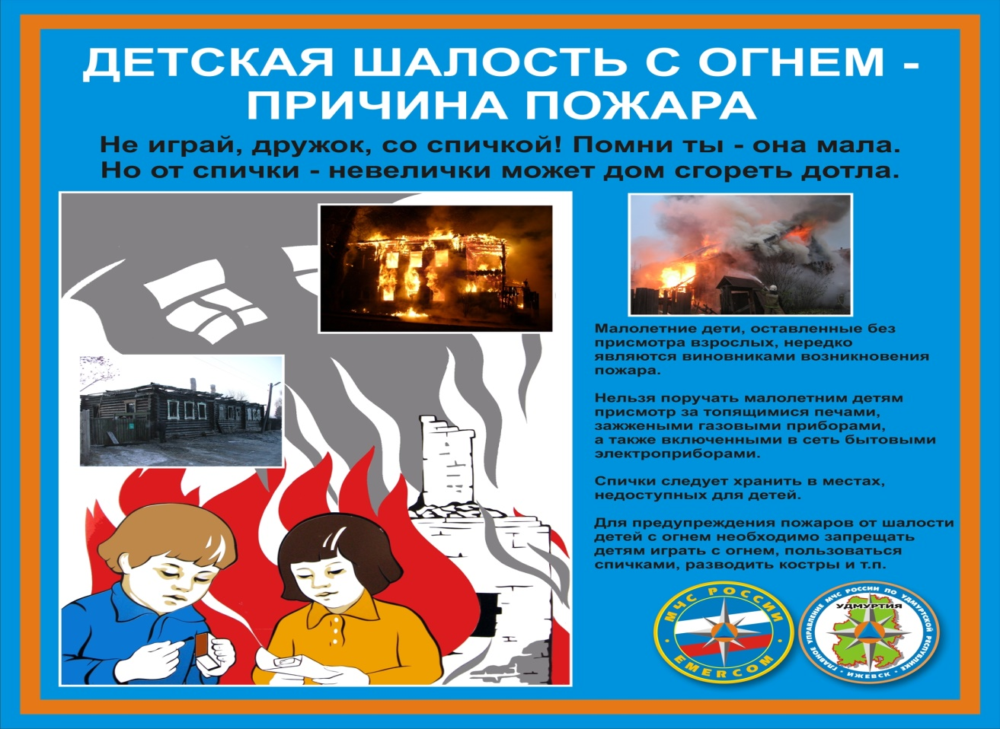 ДЕТСКАЯ ШАЛОСТЬ С ОГНЕМ -
ПРИЧИНА ПОЖАРА
Не играй, дружок, со спичкой! Помни ты - она мала.
Но от спички - невелички может дом сгореть дотла.
Малолетние дети, оставленные без
присмотра взрослых, нередко
являются виновниками возникновения
пожара.
Нельзя поручать малолетним детям
присмотр за топящимися печами,
зажжеными газовыми приборами,
а также включенными в сеть бытовыми
электроприборами.
Спички следует хранить в местах,
недоступных для детей.
Для предупреждения пожаров от шалости
детей с огнем необходимо запрещать
детям играть с огнем, пользоваться
спичками, разводить костры и т.п.
МЧС РОССИИ
EMERCOM
ГЛАВНОЕ УПРАВЛЕНИЕ МЧС РОССИИ ПО УДМУРТСКОЙ РЕСПУБЛИКЕ
УДМУРТИЯ
ИЖЕВСК